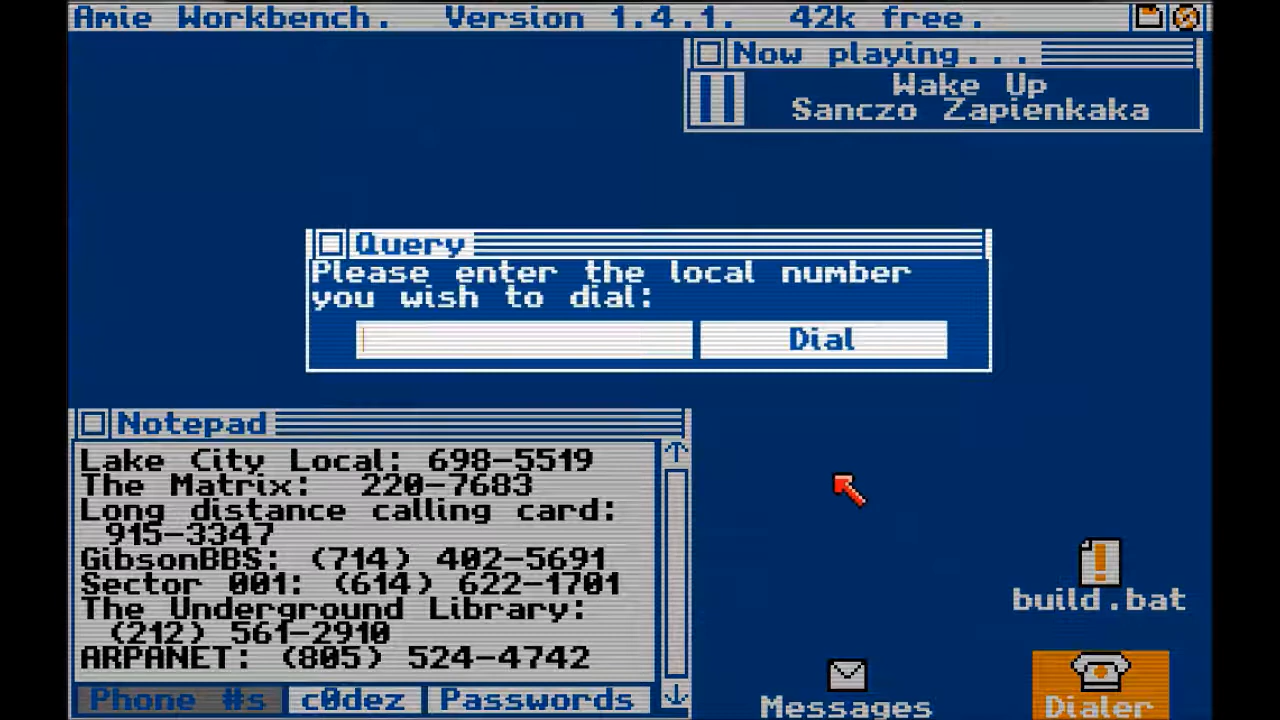 Amie Workbench. Version 1.4.1. 42k free.
Now playing...
Wake Up
Sanczo Zapienkaka
Query
Please enter the local number
you wish to dial:
Dial
Notepad
Lake City Local: 698-5519
The Matrix: 220-7683
Long distance calling card:
915-3347
GibsonBBS: (714) 402-5691
Sector 001: (614) 622-1701
The Underground Library:
(212) 561-2910
ARPANET: (805) 524-4742
Phone #s c0dez Passwords
build.bat
Messages
Dialer